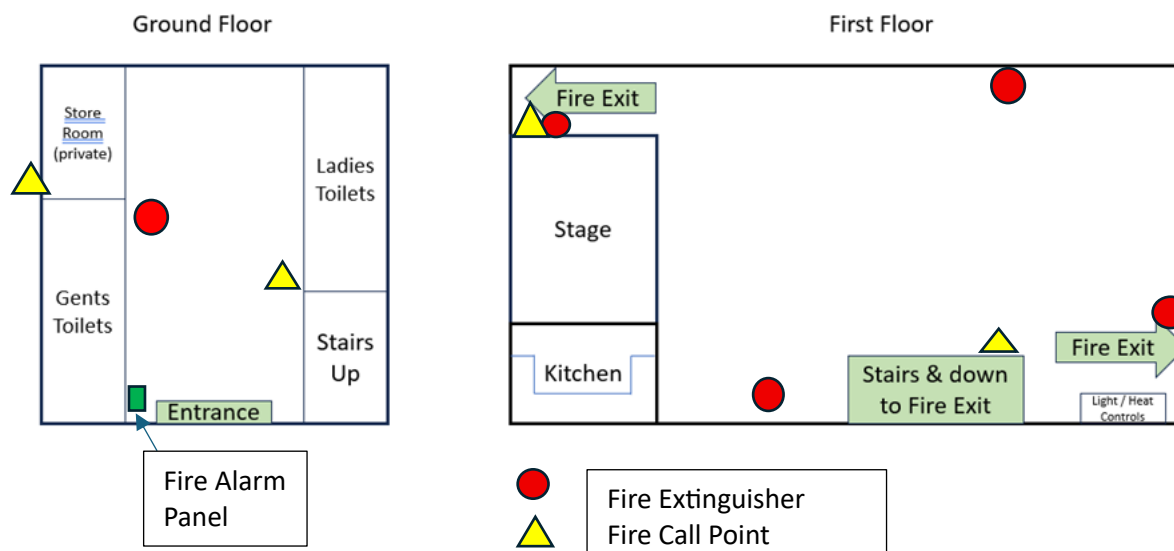 Ground Floor
First Floor
Store
Room
(private)
Ladies
Toilets
Gents
Toilets
Stairs
Up
Entrance
Fire Alarm
Panel
Fire Exit
Stage
Kitchen
Stairs & down
to Fire Exit
Fire Exit
Light / Heat
Controls
Fire Extinguisher
Fire Call Point